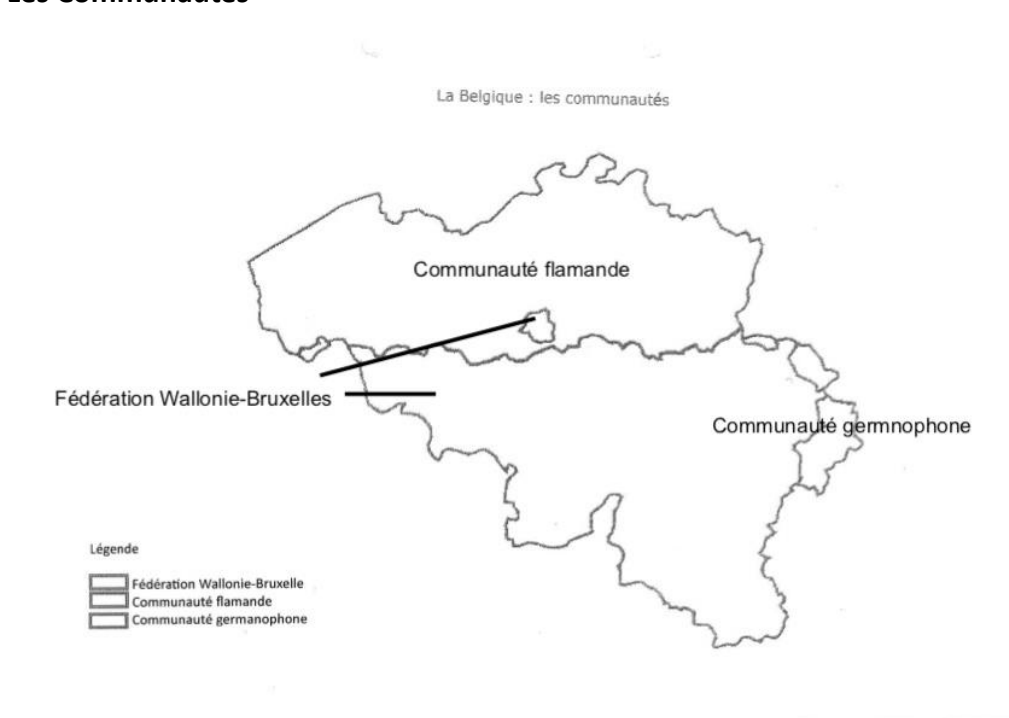 Les Communautés
La Belgique : les communautés
Communauté flamande
Fédération Wallonie-Bruxelles
Communauté germnophone
Légende
Fédération Wallonie-Bruxelle
Communauté flamande
Communauté germanophone